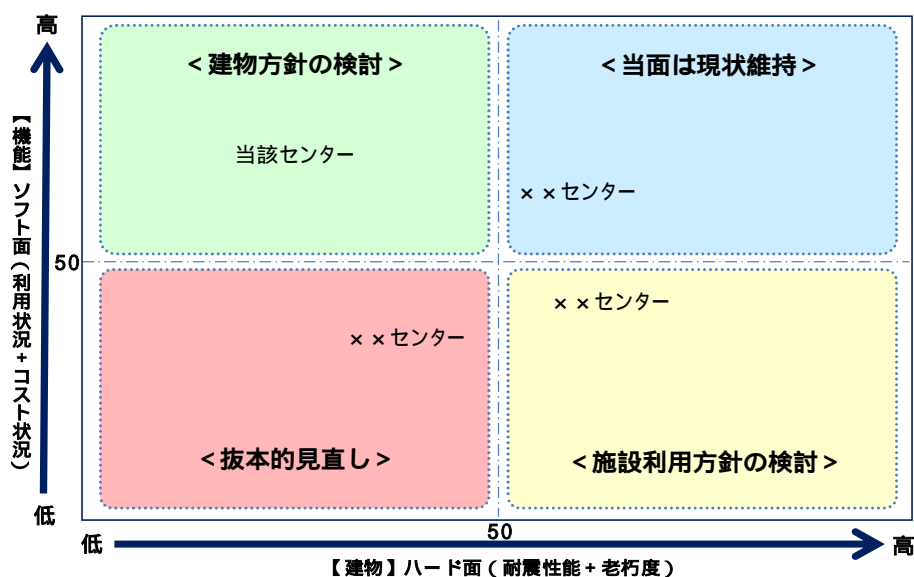 高
【機能】ソフト面（利用状況＋コスト状況）
低
＜建物方針の検討＞
当該センター
＜当面は現状維持＞
××センター
50
××センター
＜抜本的見直し＞
××センター
＜施設利用方針の検討＞
50
低
高
【建物】ハード面（耐震性能＋老朽度）